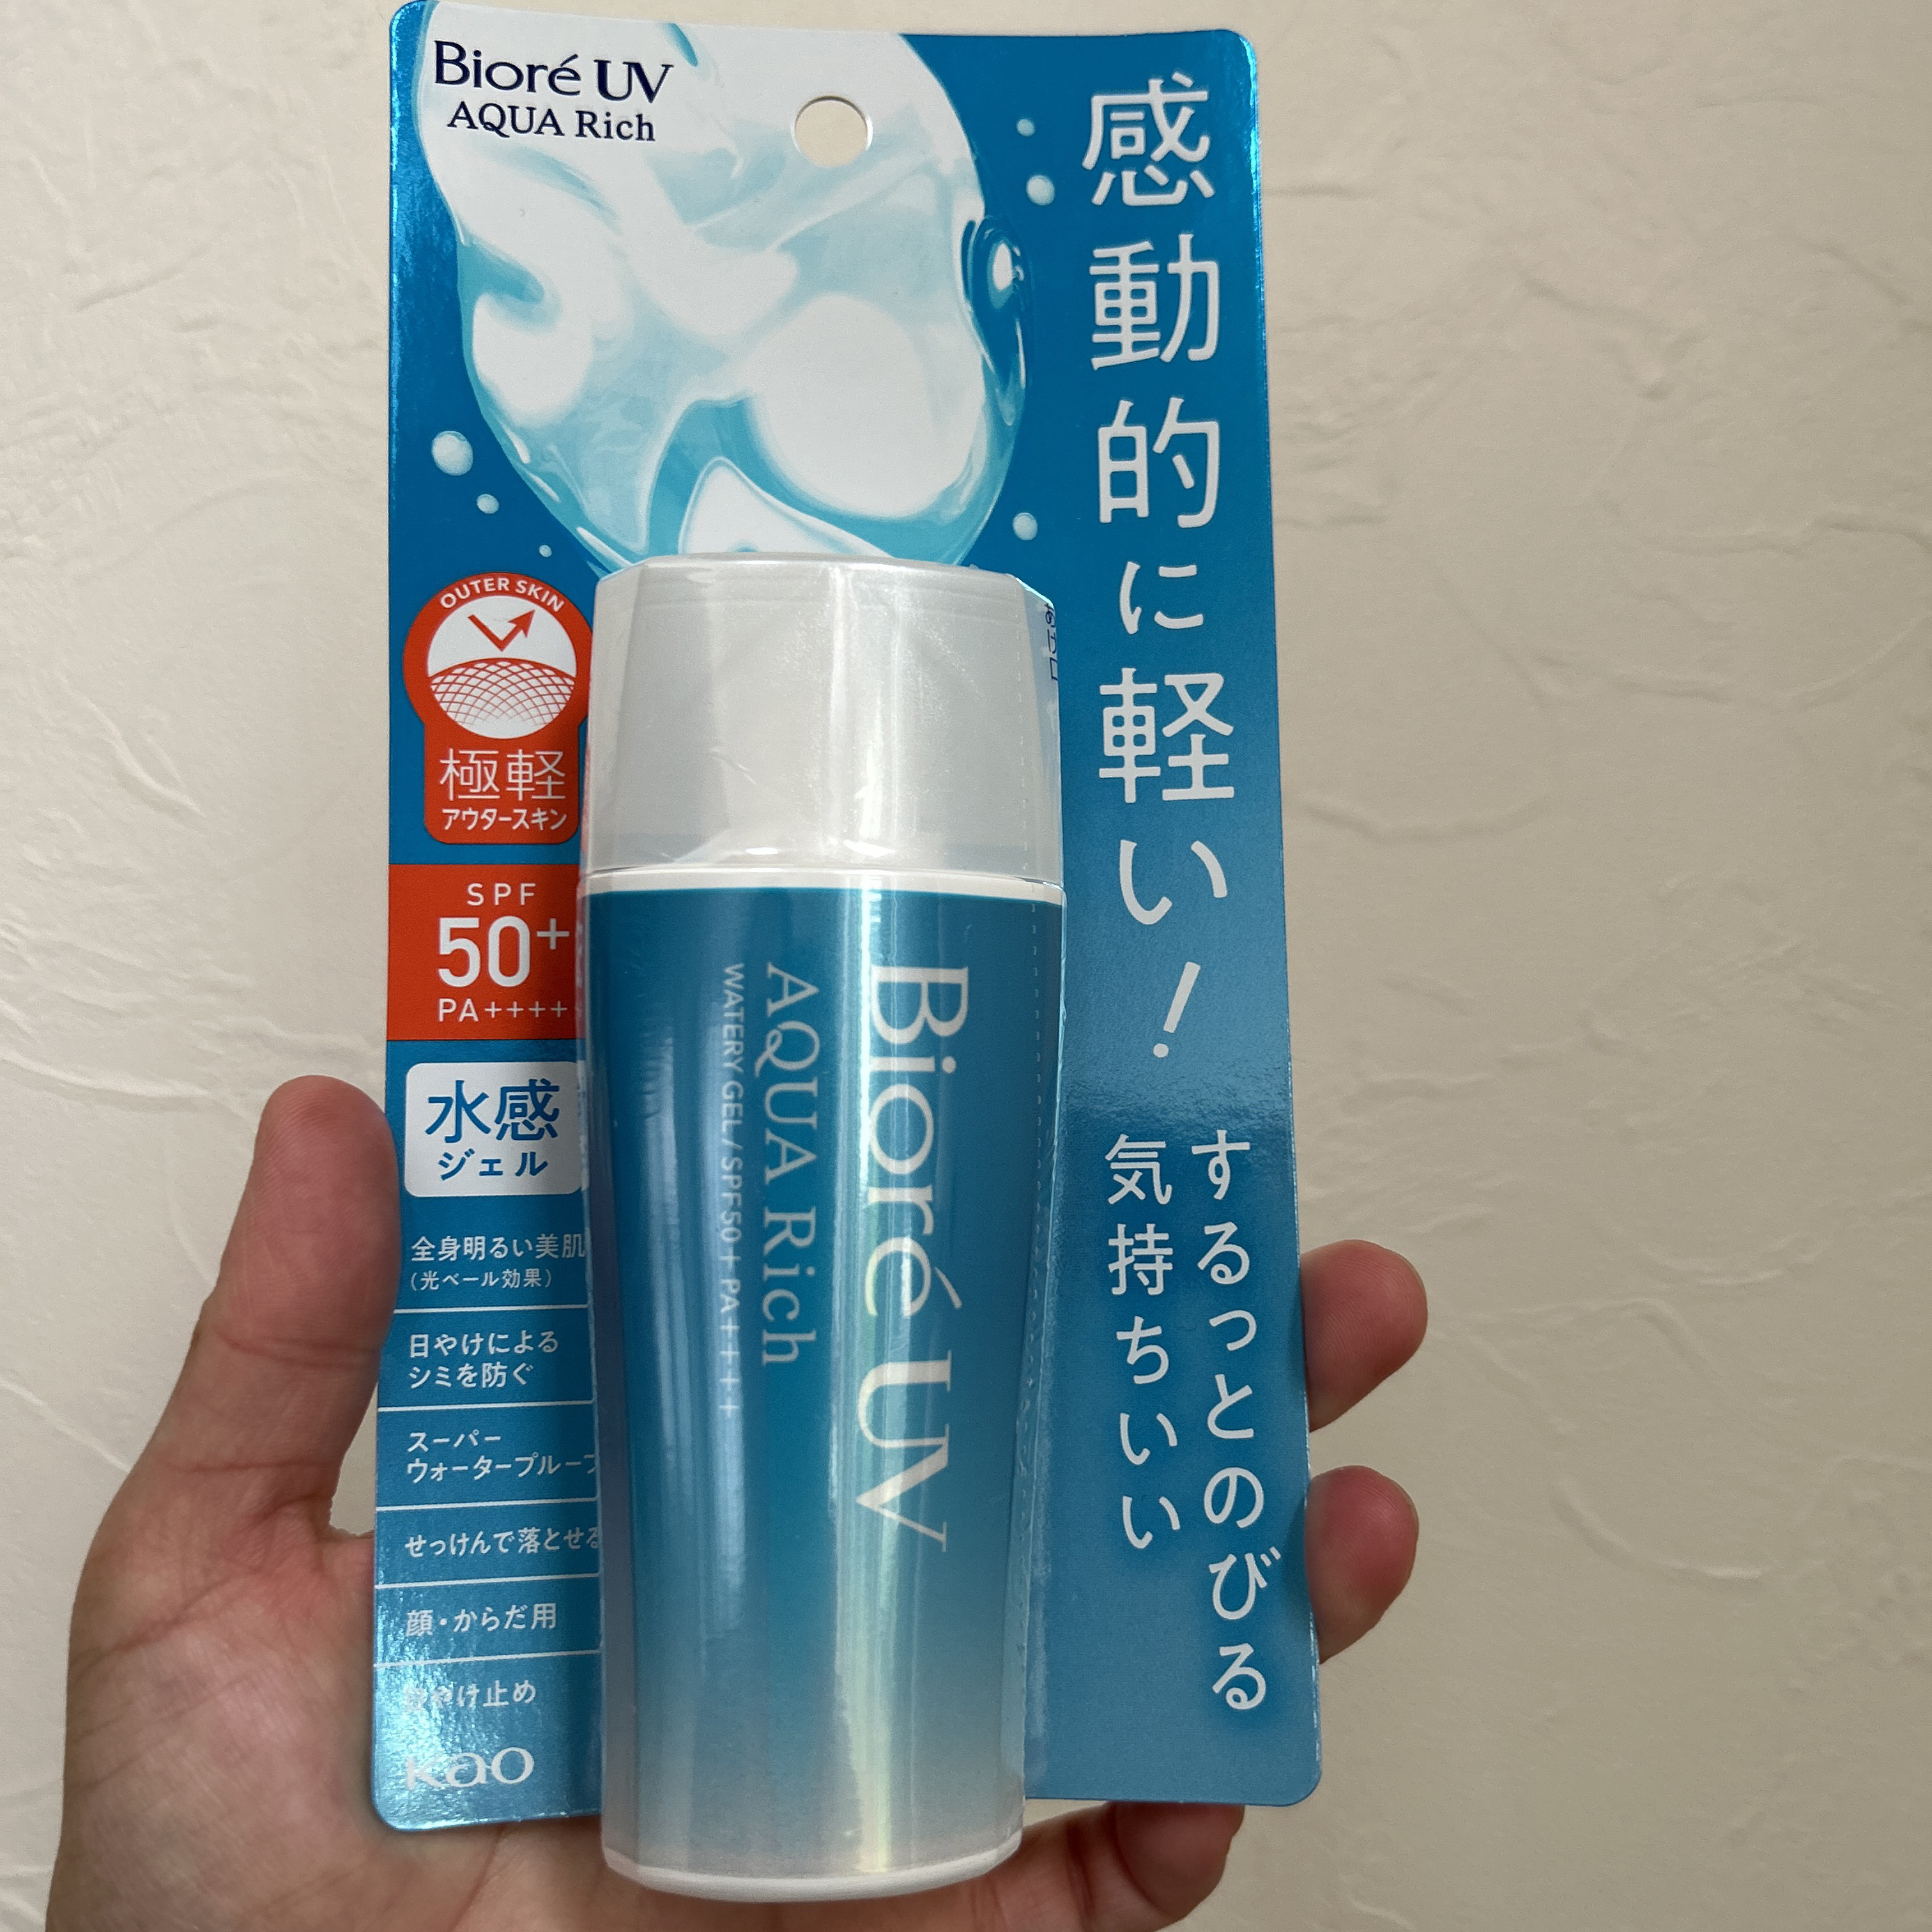 Bioré UV
AQUA Rich
感動的に軽い!
するっとのびる
気持ちいい
OUTER SKIN
極軽
アウタースキン
SPF
50+
PA++++
水感
ジェル
全身明るい美肌
(光ベール効果)
日やけによる
シミを防ぐ
スーパー
ウォータープルーフ
せっけんで落とせる
顔・からだ用
日やけ止め
Kao
あけ口
Bioré UV
AQUA Rich
WATERY GEL / SPF50+ PA++++